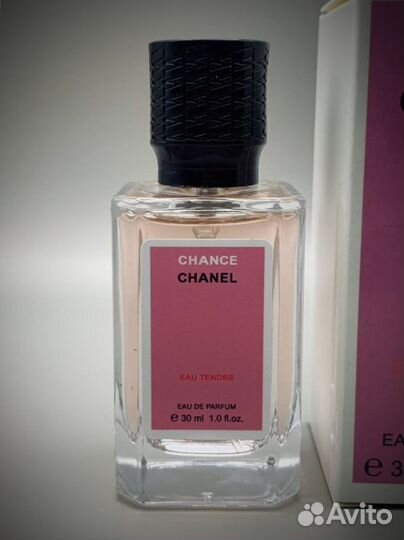 CHANCE
CHANEL
EAU TENDRE
EAU DE PARFUM
℮ 30 ml 1.0 fl.oz.
EA
℮ 3
Avito